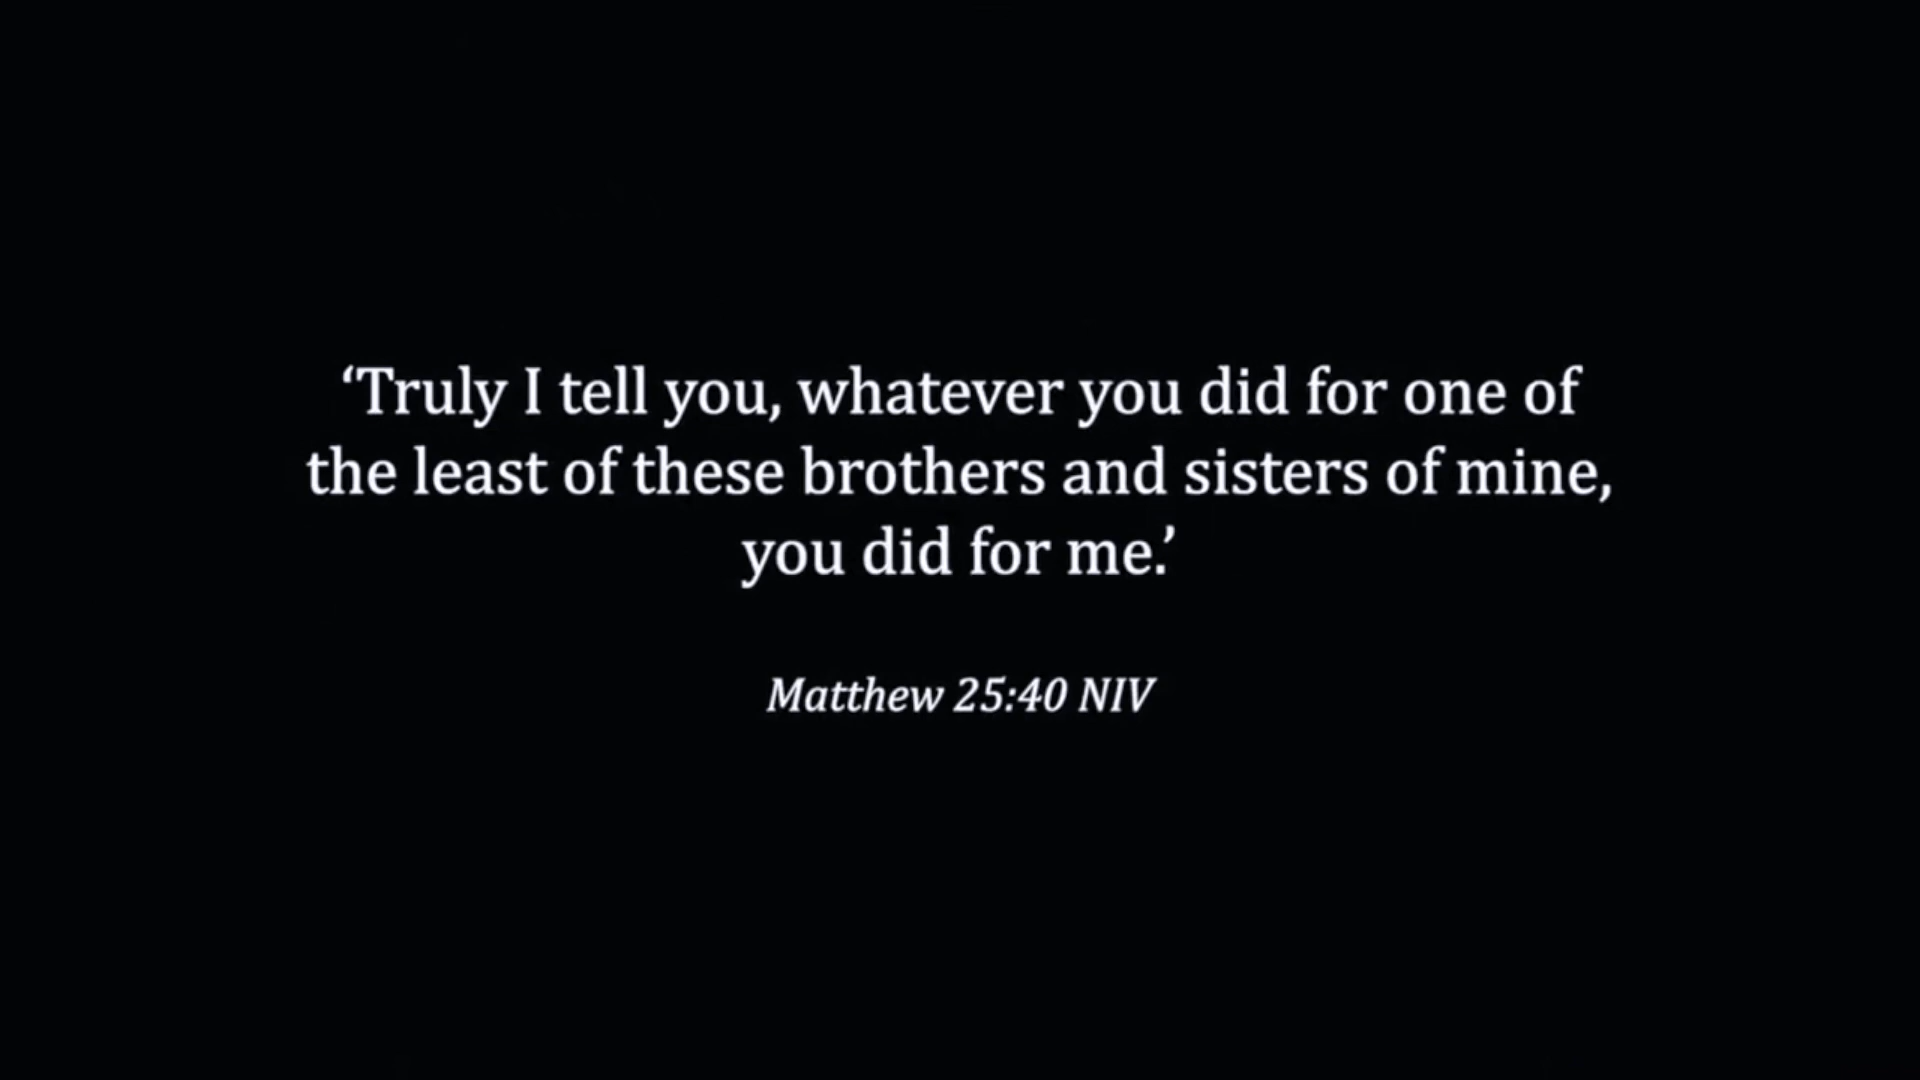 ‘Truly I tell you, whatever you did for one of
the least of these brothers and sisters of mine,
you did for me.’
Matthew 25:40 NIV